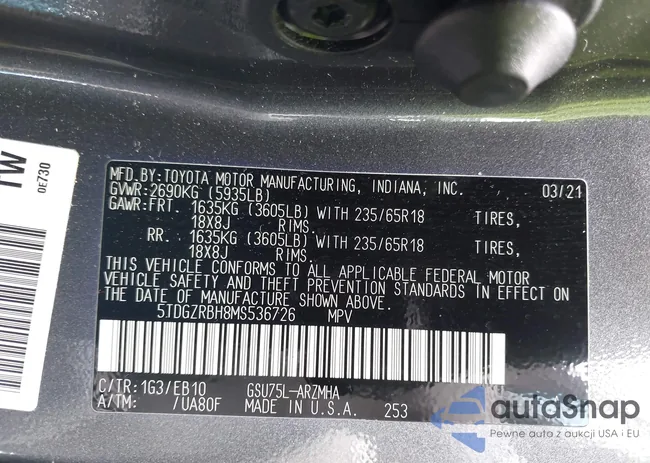 TW
0E730
MFD.BY:TOYOTA MOTOR MANUFACTURING, INDIANA, INC. 03/21
GVWR:2690KG (5935LB)
GAWR:FRT. 1635KG (3605LB) WITH 235/65R18 TIRES,
18X8J RIMS.
RR. 1635KG (3605LB) WITH 235/65R18 TIRES,
18X8J RIMS.
THIS VEHICLE CONFORMS TO ALL APPLICABLE FEDERAL MOTOR
VEHICLE SAFETY AND THEFT PREVENTION STANDARDS IN EFFECT ON
THE DATE OF MANUFACTURE SHOWN ABOVE.
5TDGZRBH8MS536726 MPV
C/TR:1G3/EB10 GSU75L-ARZMHA
A/TM: /UA80F MADE IN U.S.A. 253
autoSnap
Pewne auto z aukcji USA i EU